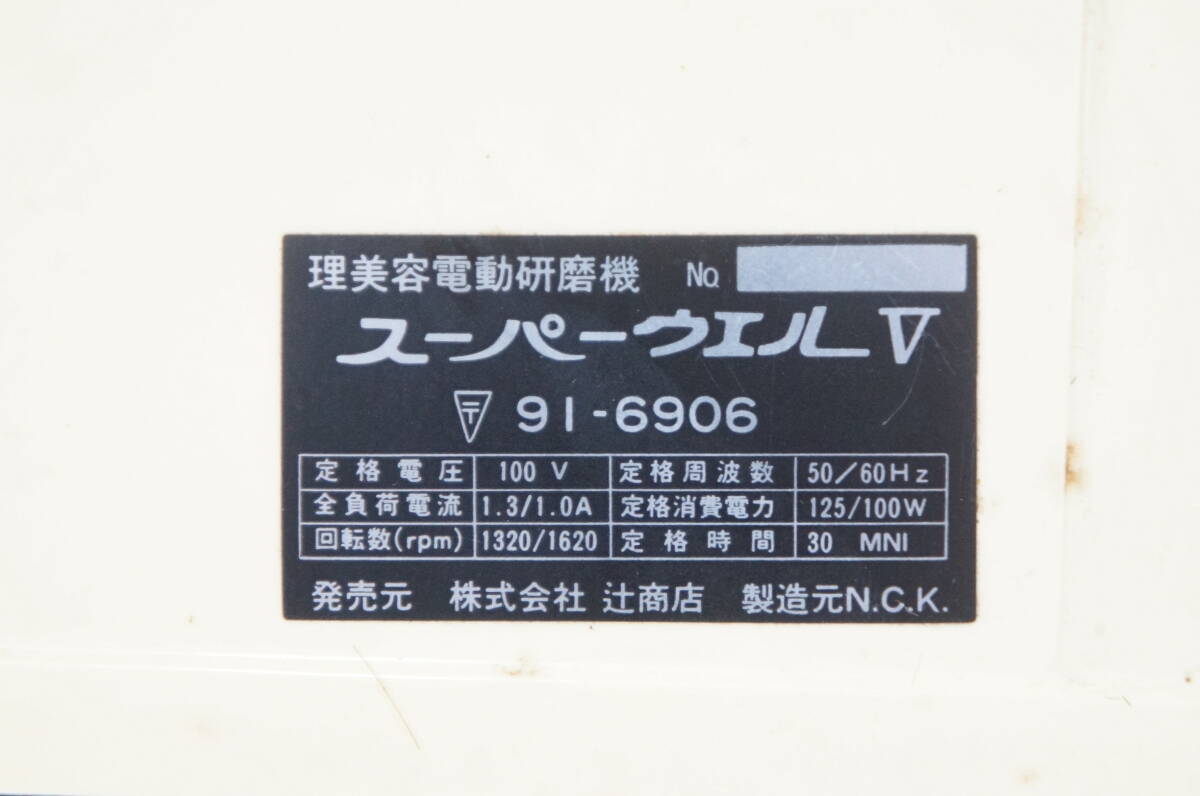 理美容電動研磨機 No.
スーパーウエル V
〒 91-6906
定格電圧 100 V 定格周波数 50/60Hz
全負荷電流 1.3/1.0A 定格消費電力 125/100W
回転数(rpm) 1320/1620 定格時間 30 MNI
発売元 株式会社 辻商店 製造元N.C.K.